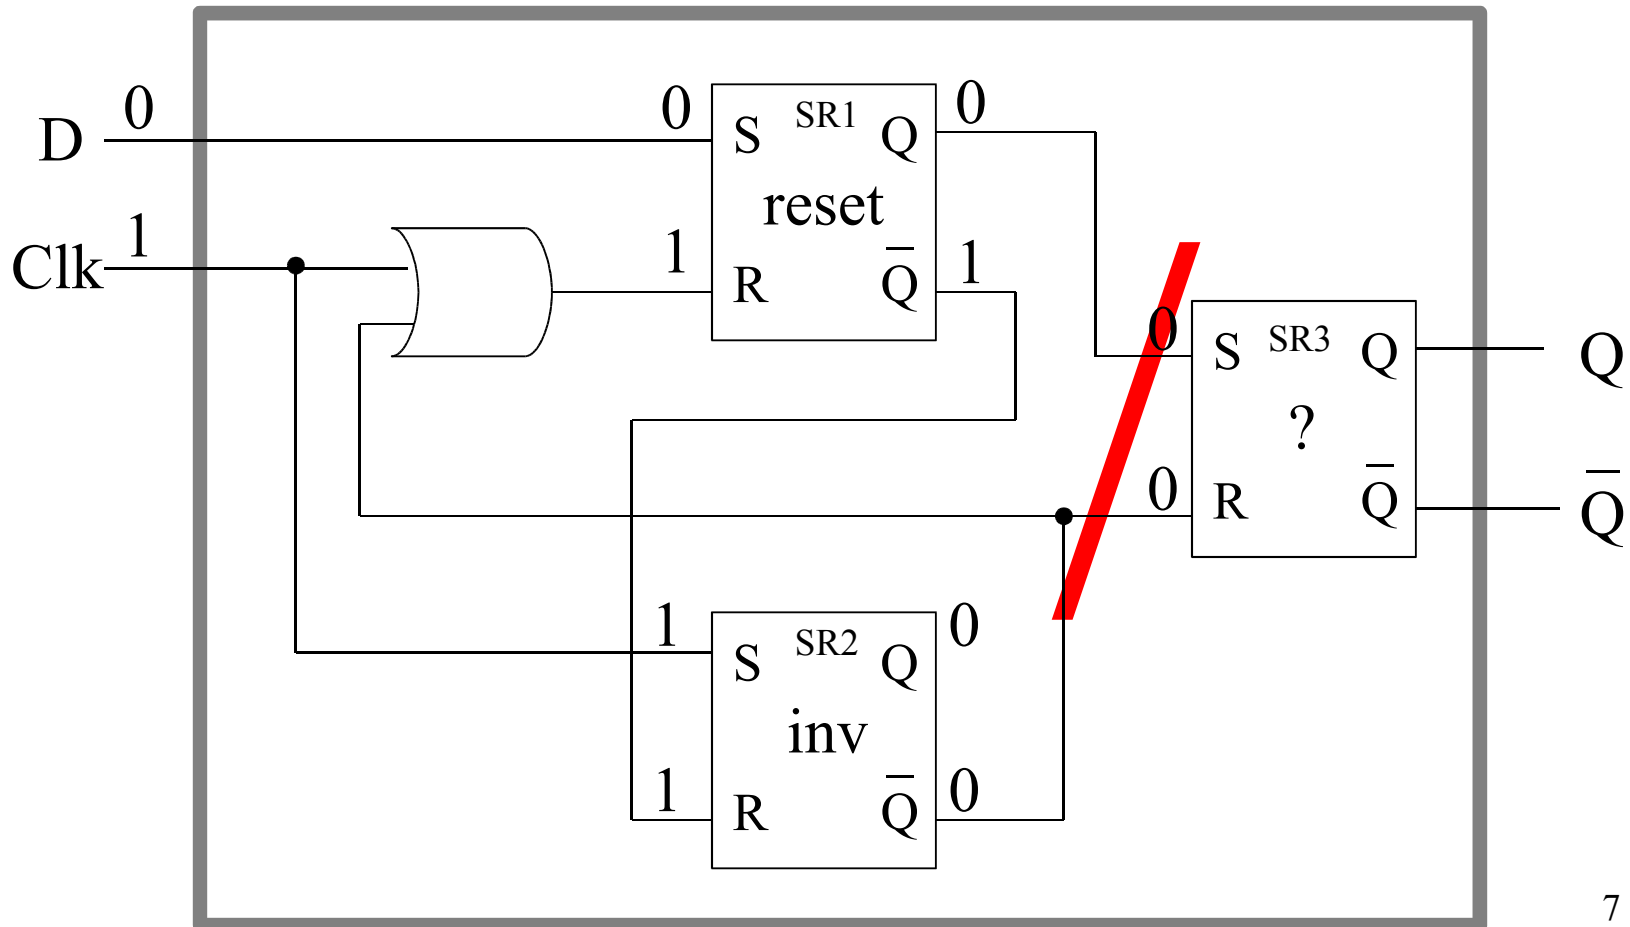 D 0 0 S SR1 Q 0
reset
Clk 1 1 R Q̅ 1
0 S SR3 Q Q
?
0 R Q̅ Q̅
1 S SR2 Q 0
inv
1 R Q̅ 0
7